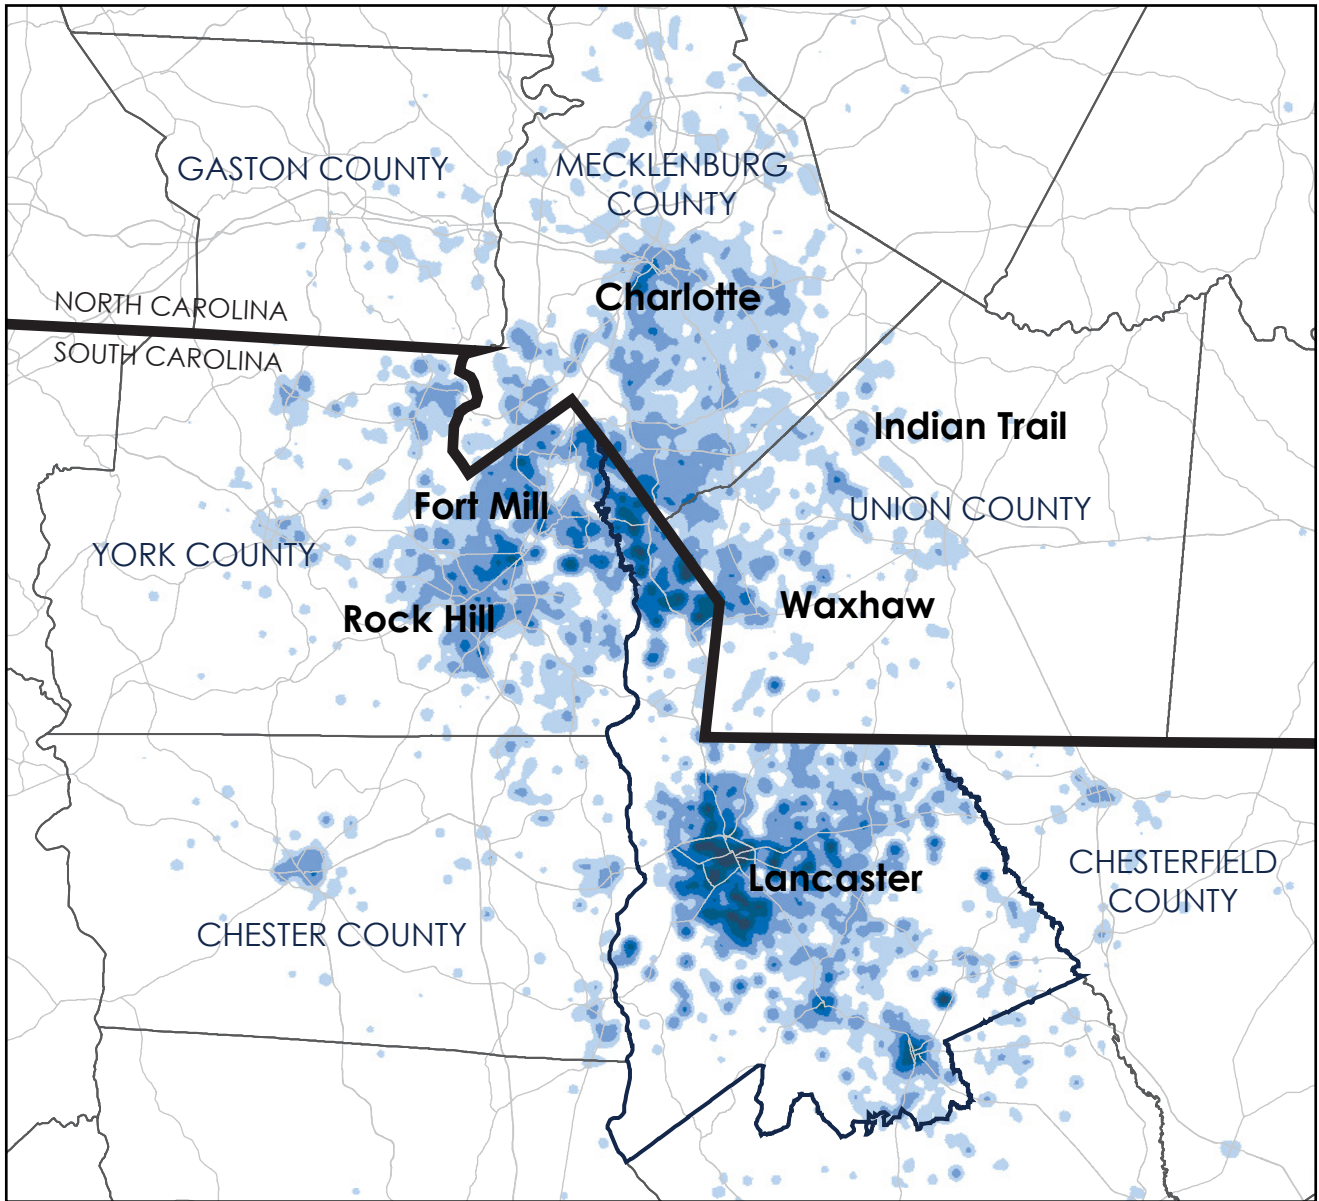 GASTON COUNTY
MECKLENBURG
COUNTY
Charlotte
NORTH CAROLINA
SOUTH CAROLINA
Indian Trail
Fort Mill
UNION COUNTY
YORK COUNTY
Rock Hill
Waxhaw
Lancaster
CHESTERFIELD
COUNTY
CHESTER COUNTY